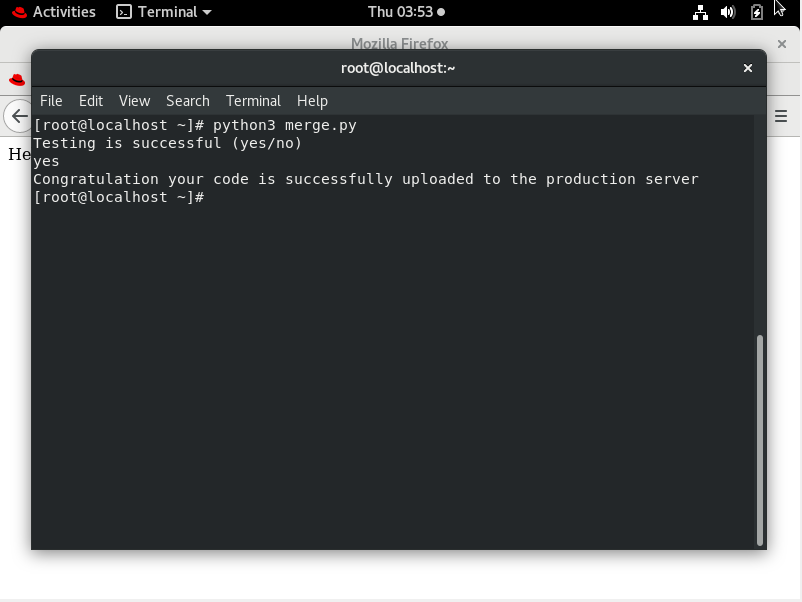 Activities Terminal Thu 03:53
Mozilla Firefox
root@localhost:~
File Edit View Search Terminal Help
[root@localhost ~]# python3 merge.py
He
Testing is successful (yes/no)
yes
Congratulation your code is successfully uploaded to the production server
[root@localhost ~]#